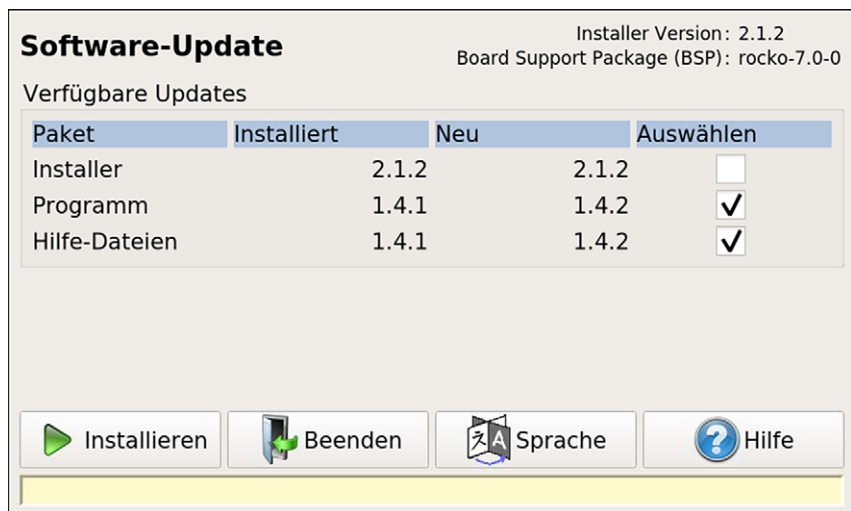 Software-Update
Installer Version: 2.1.2
Board Support Package (BSP): rocko-7.0-0
Verfügbare Updates
Paket Installiert Neu Auswählen
Installer 2.1.2 2.1.2
Programm 1.4.1 1.4.2
Hilfe-Dateien 1.4.1 1.4.2
Installieren Beenden Sprache Hilfe